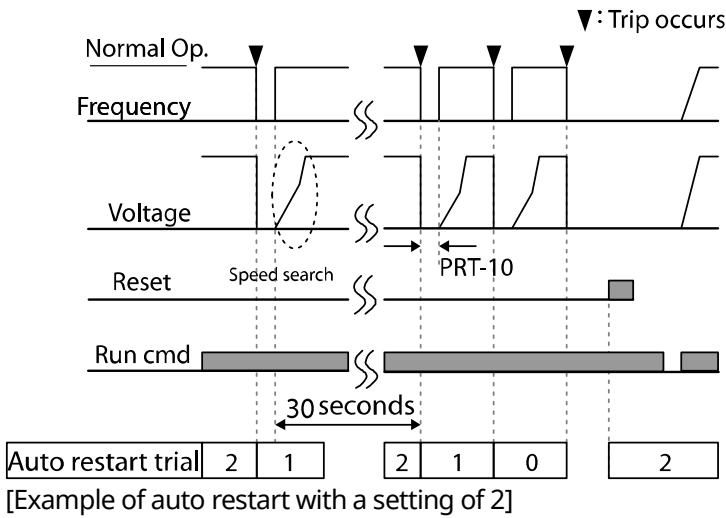 ▼: Trip occurs
Normal Op.
Frequency
Voltage
PRT-10
Reset
Speed search
Run cmd
30 seconds
Auto restart trial 2 1 2 1 0 2
[Example of auto restart with a setting of 2]